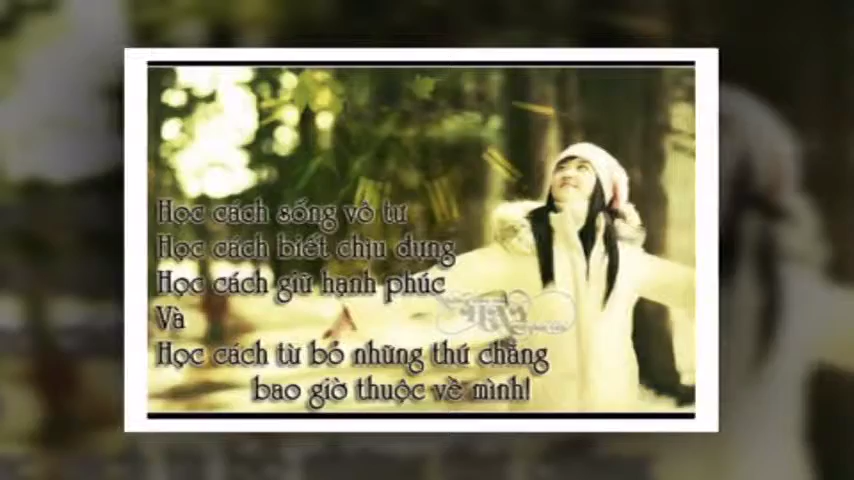 Học cách sống vô tư
Học cách biết chịu đựng
Học cách giữ hạnh phúc
Và
Học cách từ bỏ những thứ chẳng
bao giờ thuộc về mình!